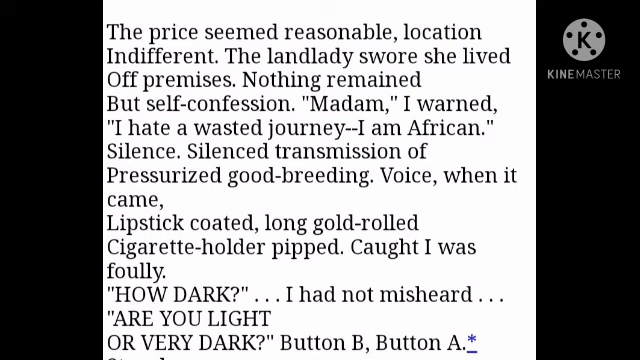 The price seemed reasonable, location
Indifferent. The landlady swore she lived
Off premises. Nothing remained
But self-confession. "Madam," I warned,
"I hate a wasted journey--I am African."
Silence. Silenced transmission of
Pressurized good-breeding. Voice, when it
came,
Lipstick coated, long gold-rolled
Cigarette-holder pipped. Caught I was
foully.
"HOW DARK?" . . . I had not misheard . . .
"ARE YOU LIGHT
OR VERY DARK?" Button B, Button A.*
KINEMASTER